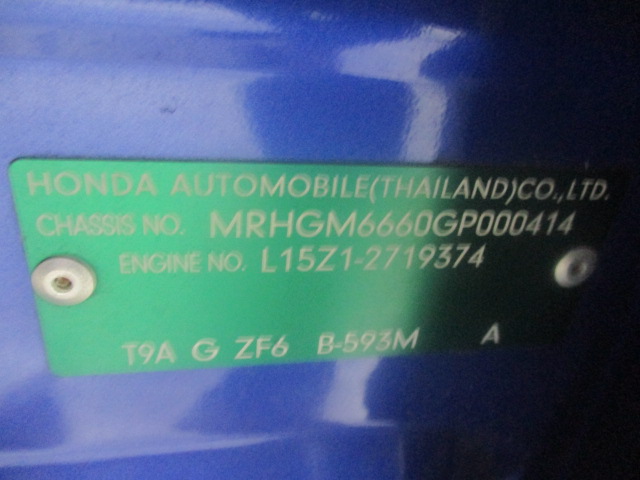 HONDA AUTOMOBILE(THAILAND)CO.,LTD.
CHASSIS NO. MRHGM6660GP000414
ENGINE NO. L15Z1-2719374
T9A G ZF6 B-593M A